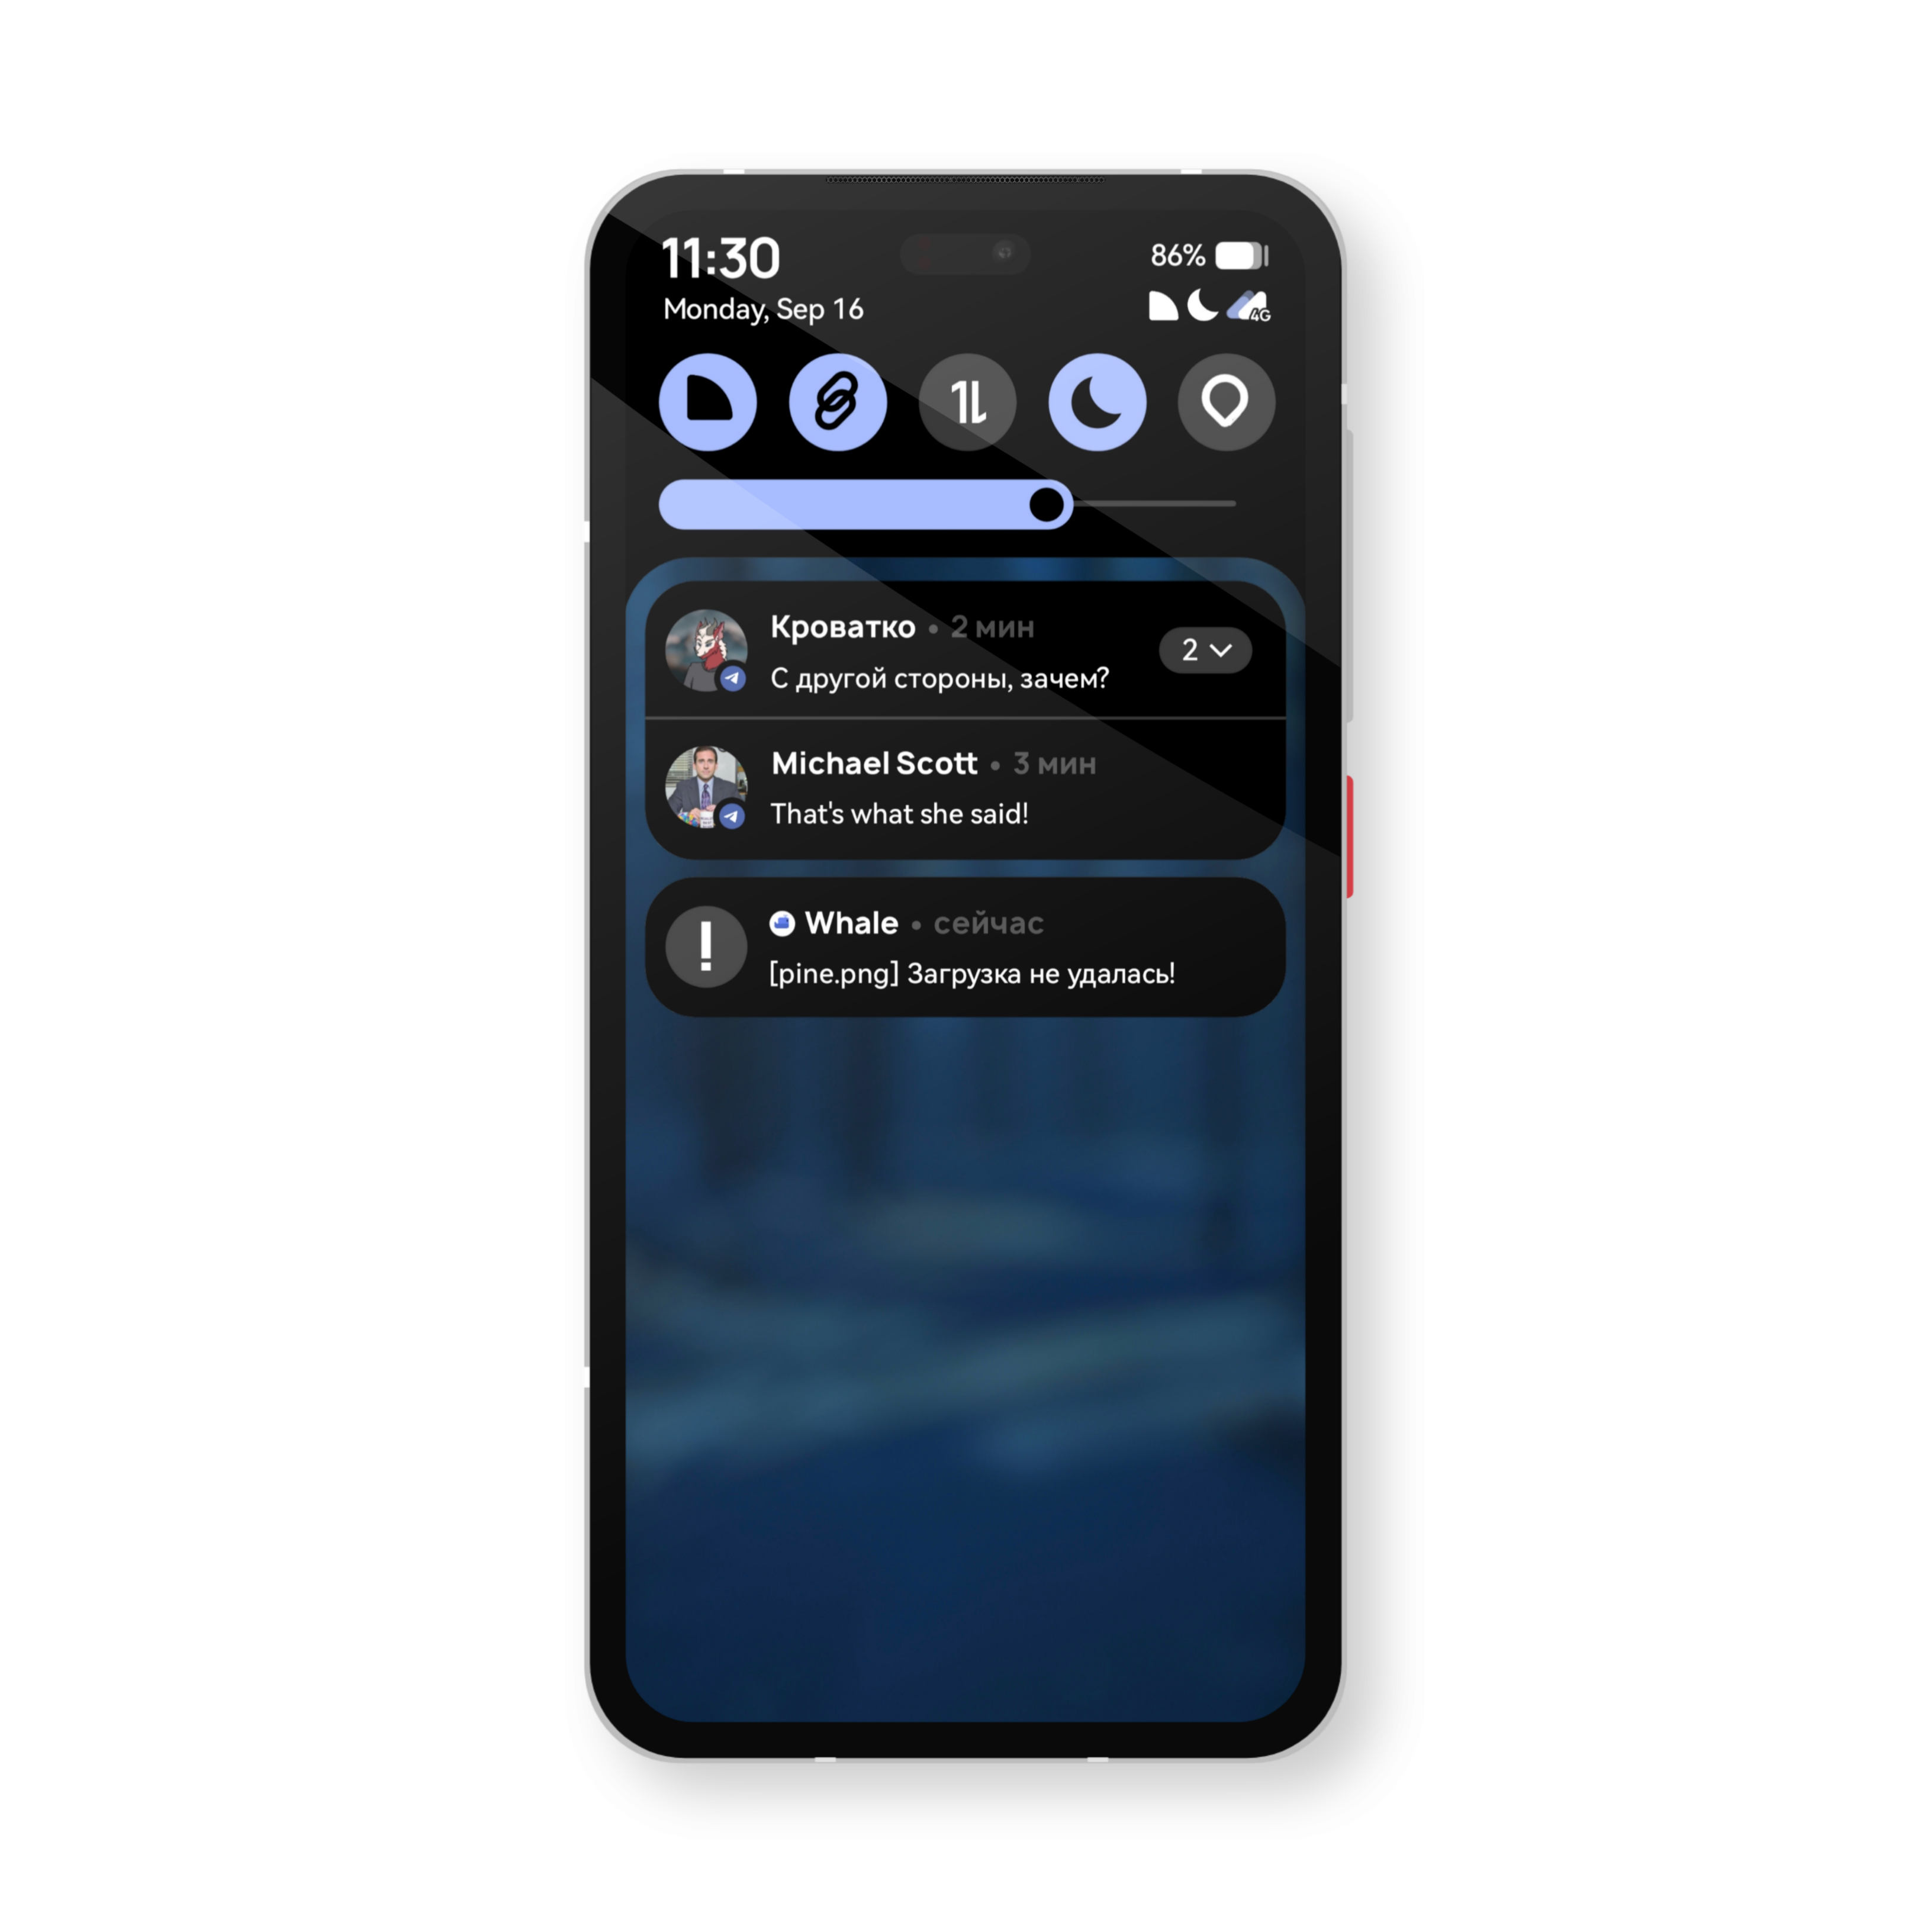 11:30
86%
Monday, Sep 16
4G
Кроватко • 2 мин
2
С другой стороны, зачем?
Michael Scott • 3 мин
That's what she said!
Whale • сейчас
[pine.png] Загрузка не удалась!